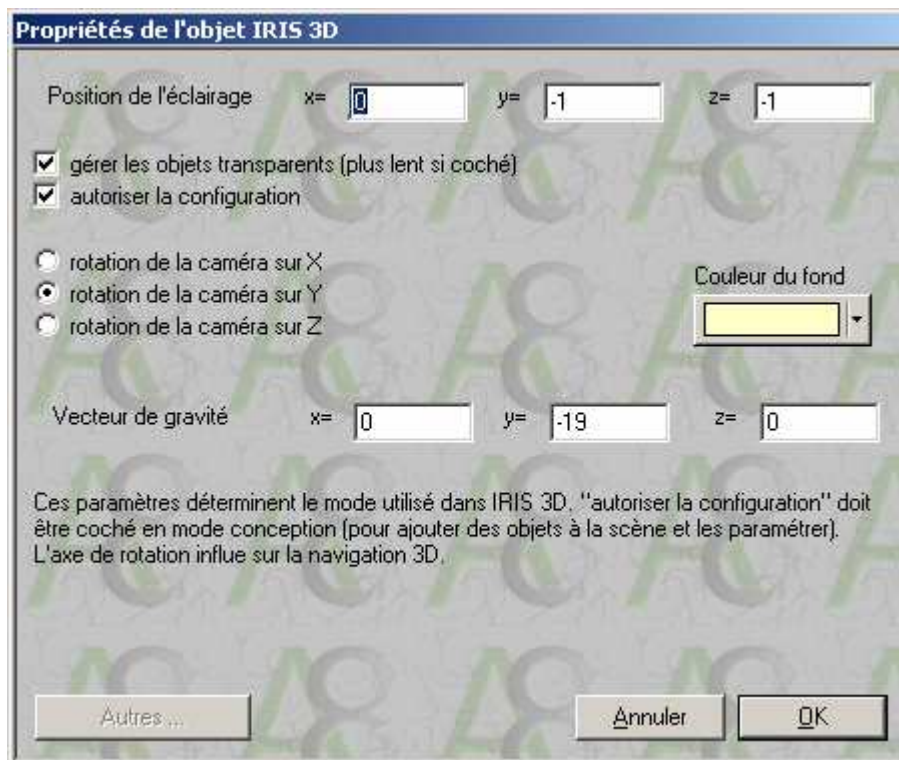 Propriétés de l'objet IRIS 3D
Position de l'éclairage x= 0 y= -1 z= -1
gérer les objets transparents (plus lent si coché)
autoriser la configuration
rotation de la caméra sur X
rotation de la caméra sur Y
rotation de la caméra sur Z
Couleur du fond
Vecteur de gravité x= 0 y= -19 z= 0
Ces paramètres déterminent le mode utilisé dans IRIS 3D. "autoriser la configuration" doit
être coché en mode conception (pour ajouter des objets à la scène et les paramétrer).
L'axe de rotation influe sur la navigation 3D.
Autres ... Annuler OK